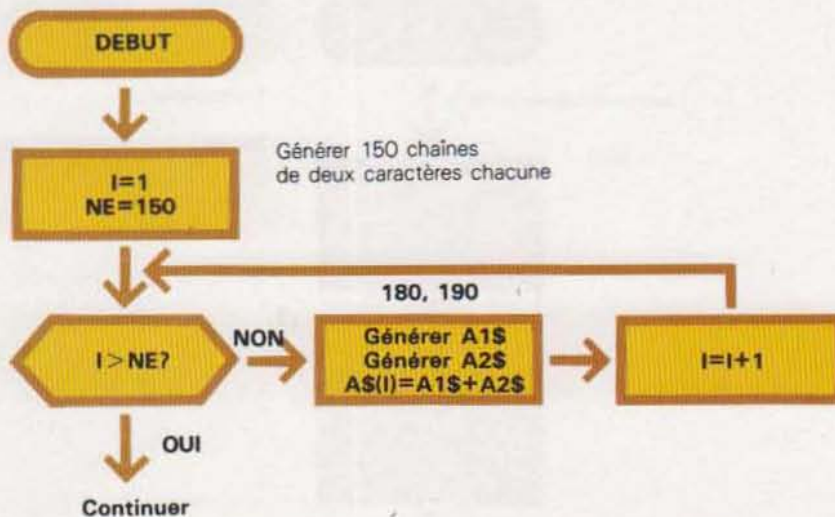 DEBUT
I=1
NE=150
Générer 150 chaînes
de deux caractères chacune
180, 190
I>NE?
NON
Générer A1$
Générer A2$
A$(I)=A1$+A2$
I=I+1
OUI
Continuer